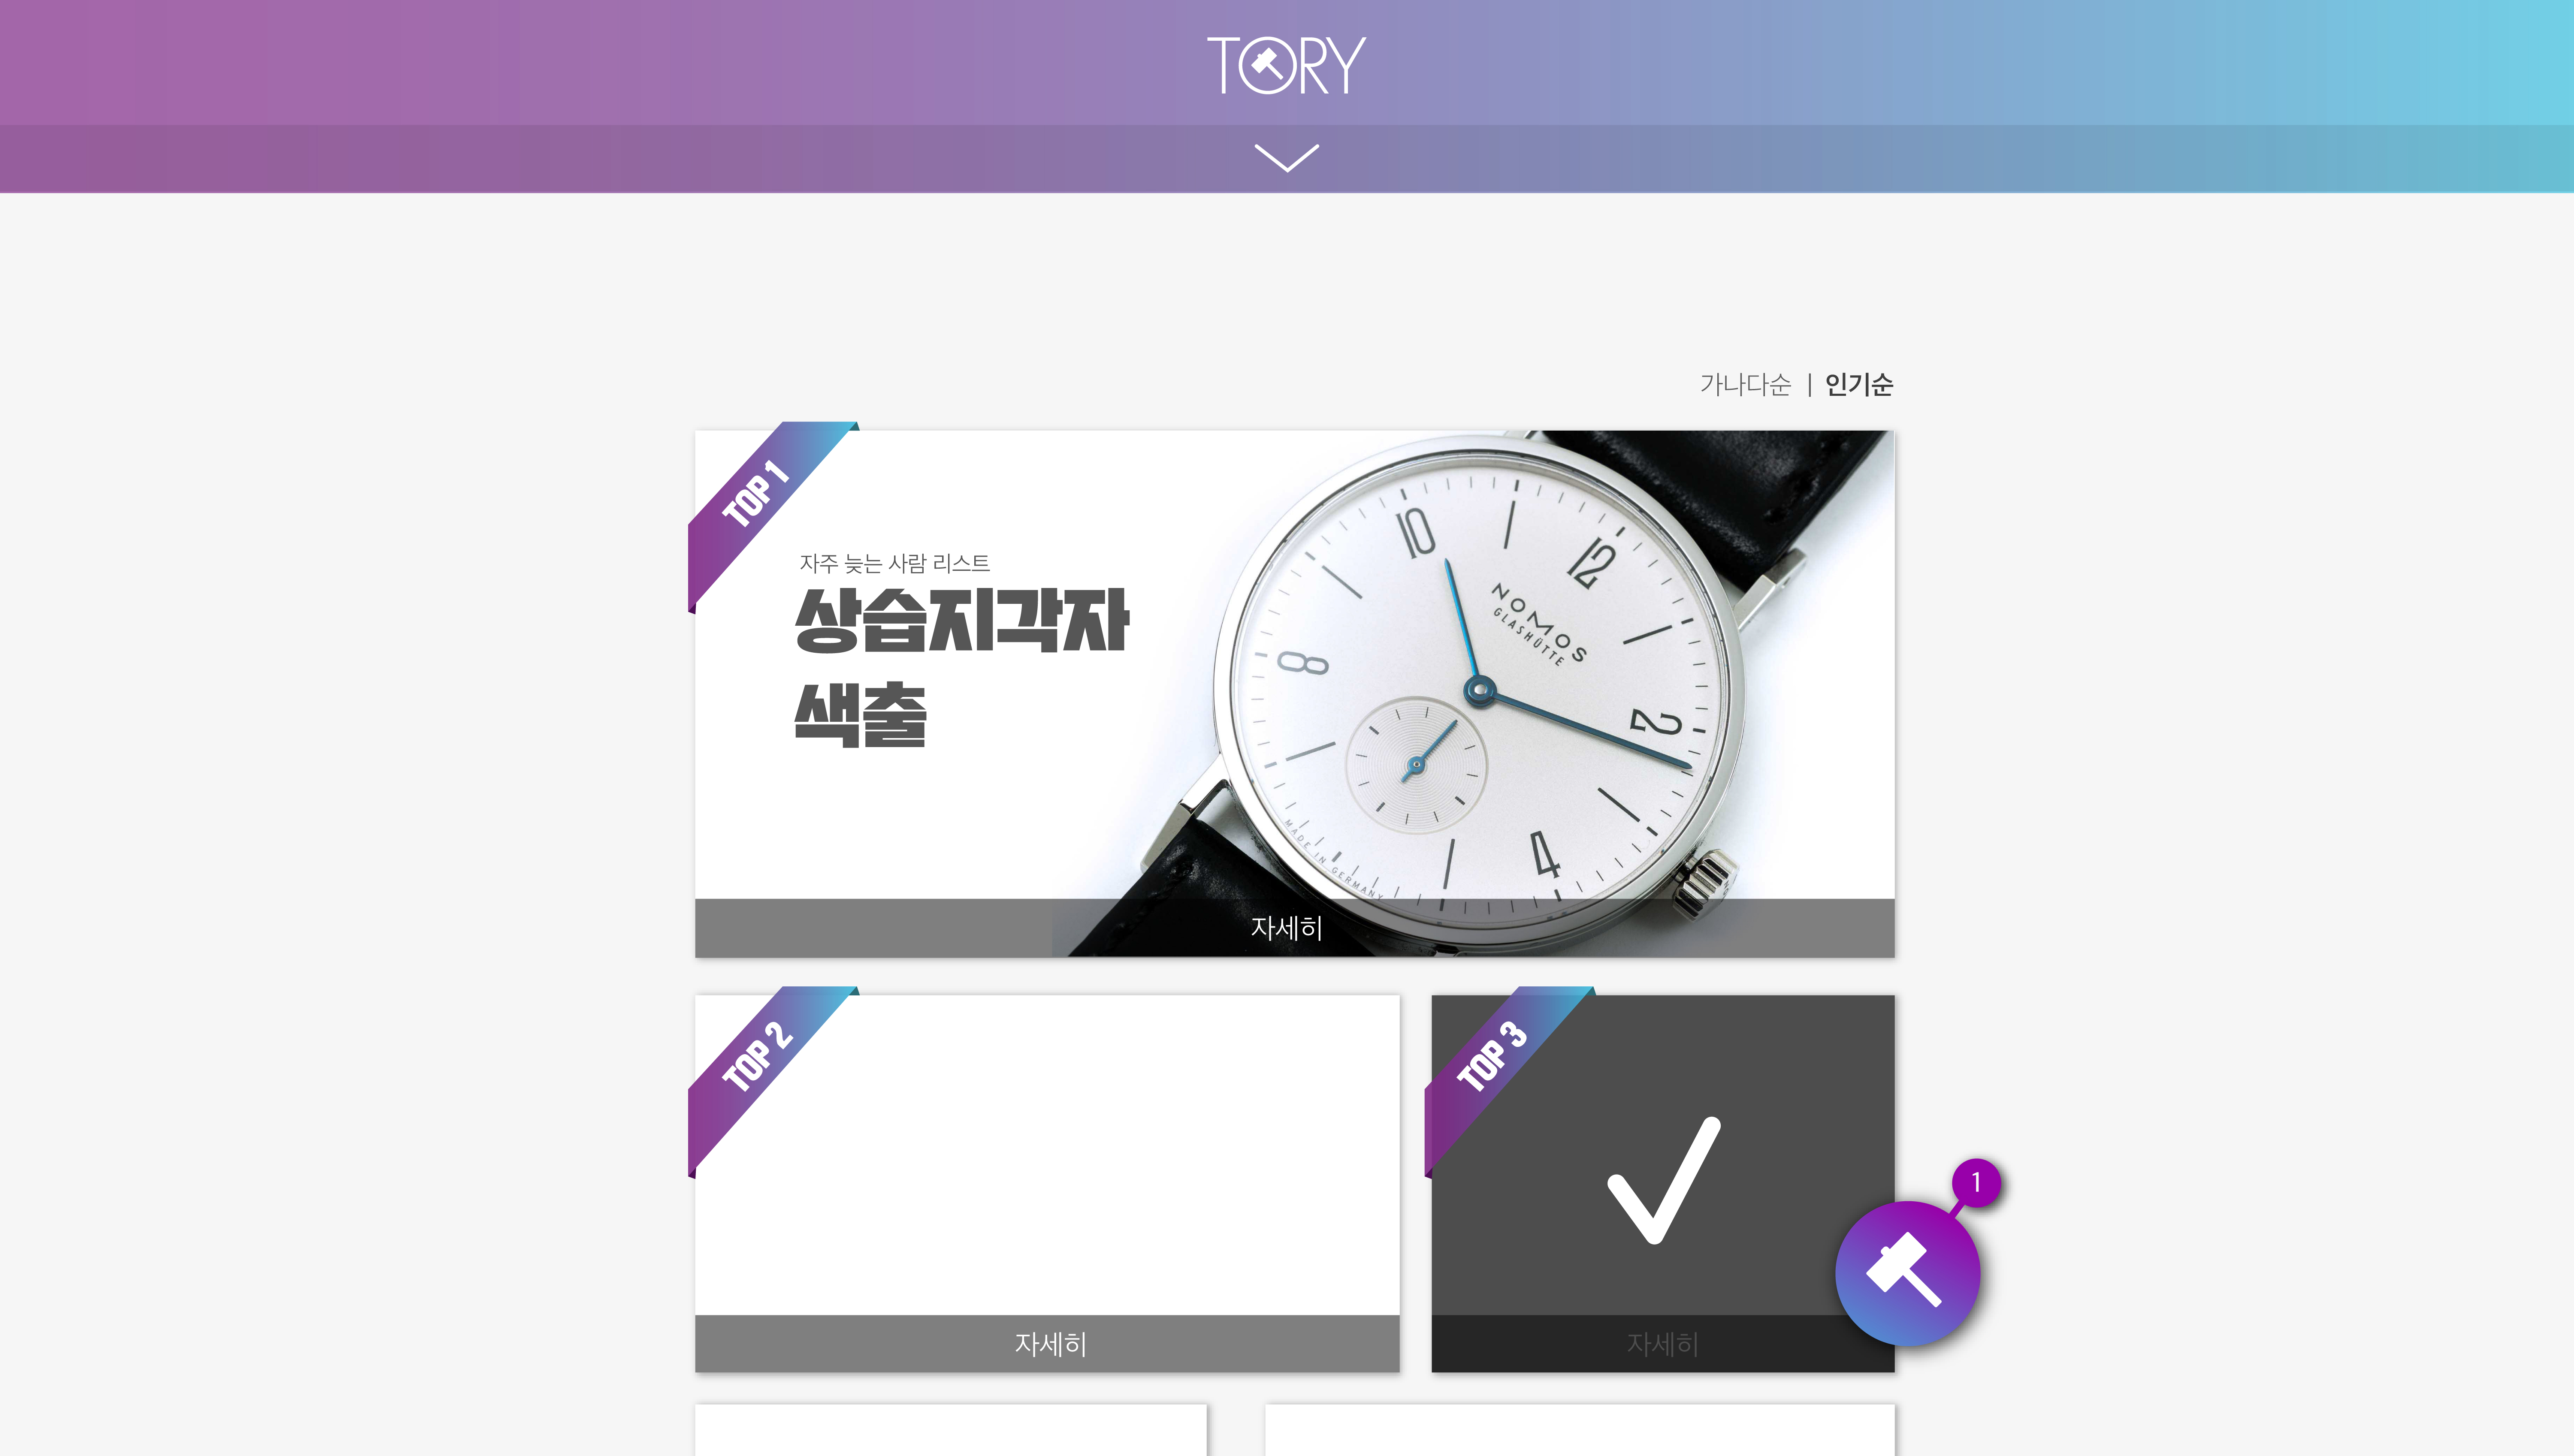 TORY
가나다순 | 인기순
TOP 1
자주 늦는 사람 리스트
상습지각자
색출
10
12
8
2
4
NOMOS
GLASHÜTTE
MADE IN GERMANY
자세히
TOP 2
TOP 3
1
자세히
자세히